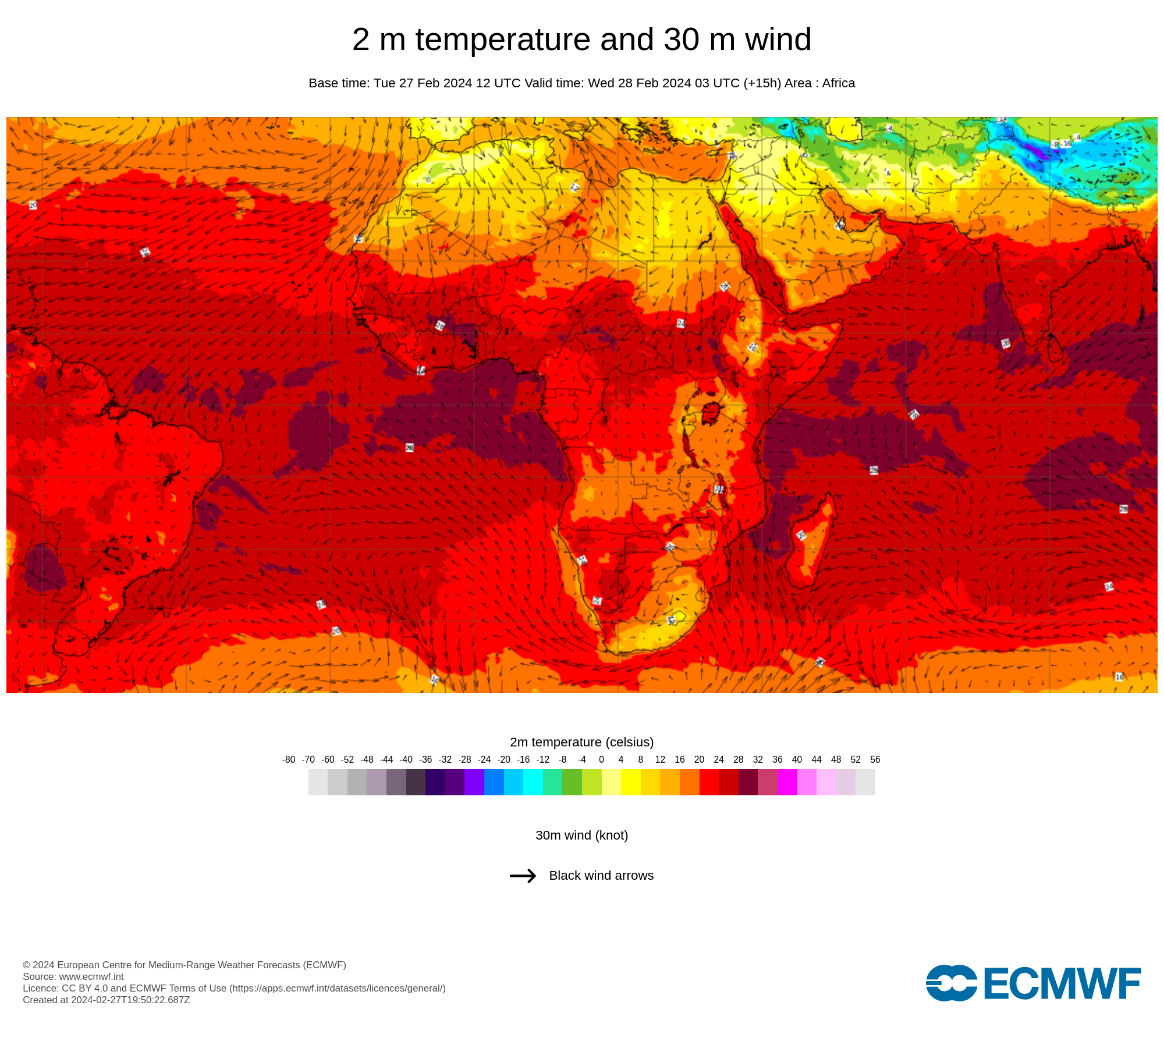 2 m temperature and 30 m wind
Base time: Tue 27 Feb 2024 12 UTC Valid time: Wed 28 Feb 2024 03 UTC (+15h) Area : Africa
2m temperature (celsius)
-80 -70 -60 -52 -48 -44 -40 -36 -32 -28 -24 -20 -16 -12 -8 -4 0 4 8 12 16 20 24 28 32 36 40 44 48 52 56
30m wind (knot)
Black wind arrows
© 2024 European Centre for Medium-Range Weather Forecasts (ECMWF)
Source: www.ecmwf.int
Licence: CC BY 4.0 and ECMWF Terms of Use (https://apps.ecmwf.int/datasets/licences/general/)
Created at 2024-02-27T19:50:22.687Z
ECMWF